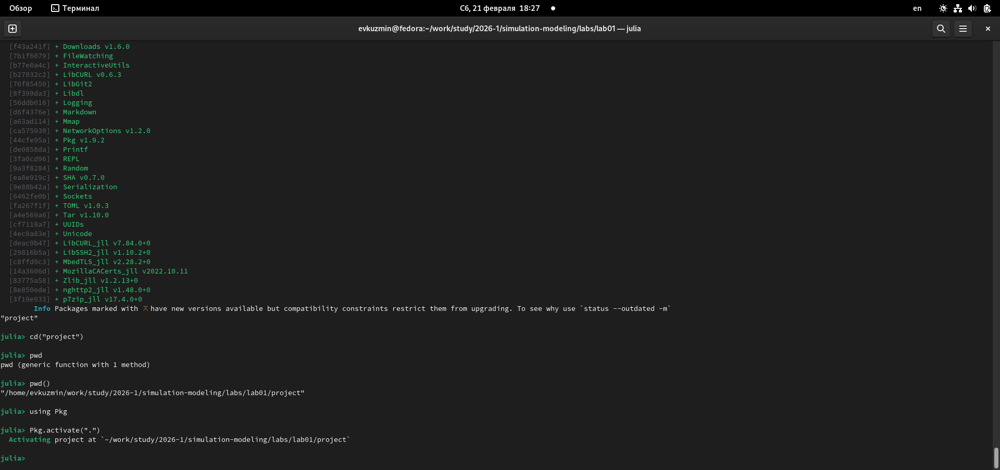 Обзор Терминал Сб, 21 февраля 18:27 en
evkuzmin@fedora:~/work/study/2026-1/simulation-modeling/labs/lab01 — julia
[f43a241f] + Downloads v1.6.0
[7b1f6079] + FileWatching
[b77e0a4c] + InteractiveUtils
[b27032c2] + LibCURL v0.6.3
[76f85450] + LibGit2
[8f399da3] + Libdl
[56ddb016] + Logging
[d6f4376e] + Markdown
[a63ad114] + Mmap
[ca575930] + NetworkOptions v1.2.0
[44cfe95a] + Pkg v1.9.2
[de0858da] + Printf
[3fa0cd96] + REPL
[9a3f8284] + Random
[ea8e919c] + SHA v0.7.0
[9e88b42a] + Serialization
[6462fe0b] + Sockets
[fa267f1f] + TOML v1.0.3
[a4e569a6] + Tar v1.10.0
[cf7118a7] + UUIDs
[4ec0a83e] + Unicode
[deac9b47] + LibCURL_jll v7.84.0+0
[29816b5a] + LibSSH2_jll v1.10.2+0
[c8ffd9c3] + MbedTLS_jll v2.28.2+0
[14a3606d] + MozillaCACerts_jll v2022.10.11
[83775a58] + Zlib_jll v1.2.13+0
[8e850ede] + nghttp2_jll v1.48.0+0
[3f19e933] + p7zip_jll v17.4.0+0
Info Packages marked with ⌅ have new versions available but compatibility constraints restrict them from upgrading. To see why use `status --outdated -m`
"project"
julia> cd("project")
julia> pwd
pwd (generic function with 1 method)
julia> pwd()
"/home/evkuzmin/work/study/2026-1/simulation-modeling/labs/lab01/project"
julia> using Pkg
julia> Pkg.activate(".")
Activating project at `~/work/study/2026-1/simulation-modeling/labs/lab01/project`
julia>